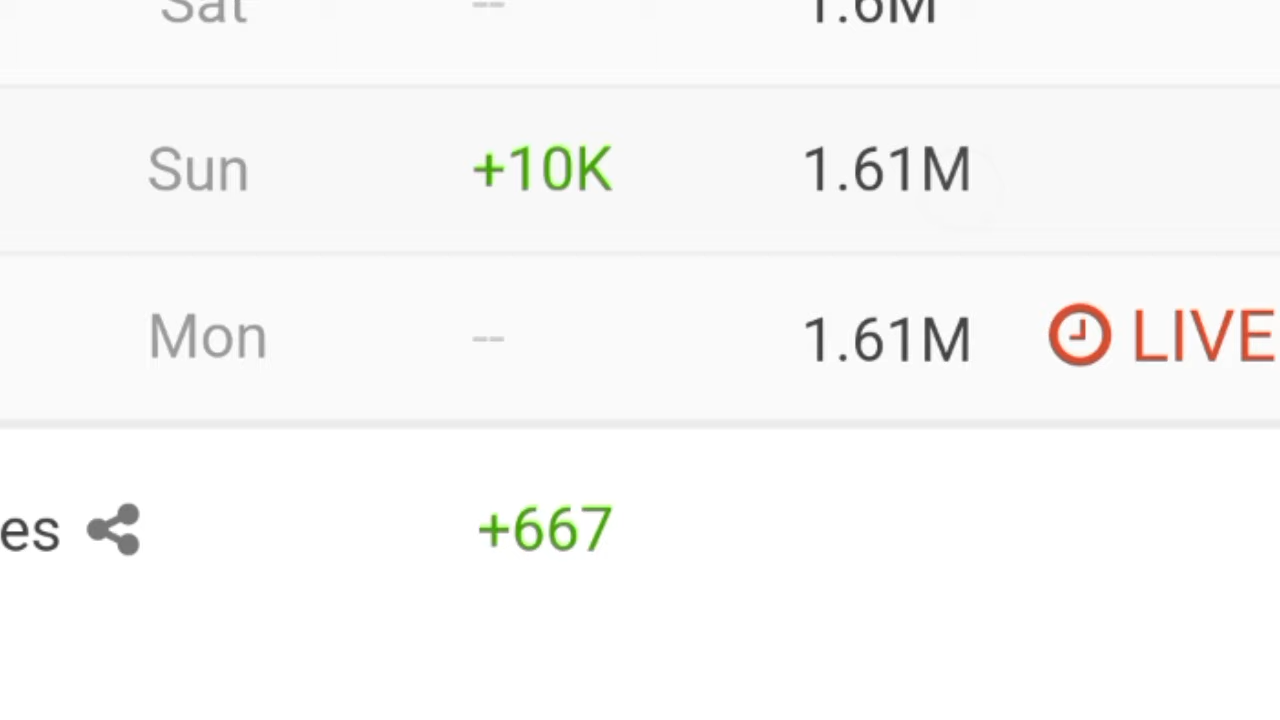 Sat -- 1.6M
Sun +10K 1.61M
Mon -- 1.61M LIVE
es +667